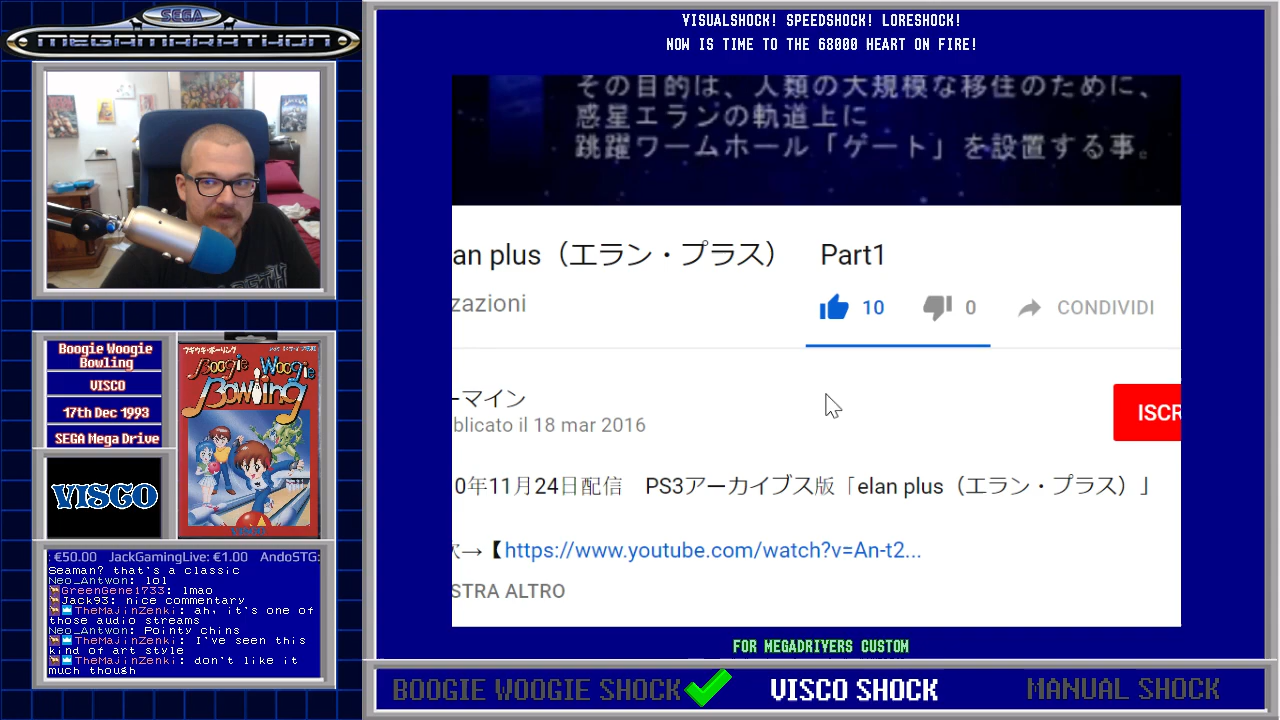 SEGA
MEGAMARATHON
VISUALSHOCK! SPEEDSHOCK! LORESHOCK!
NOW IS TIME TO THE 68000 HEART ON FIRE!
その目的は、人類の大規模な移住のために、
惑星エランの軌道上に
跳躍ワームホール「ゲート」を設置する事。
an plus（エラン・プラス） Part1
zazioni
10
0
CONDIVIDI
ーマイン
blicato il 18 mar 2016
ISCR
0年11月24日配信 PS3アーカイブス版「elan plus（エラン・プラス）」
→【https://www.youtube.com/watch?v=An-t2...
STRA ALTRO
Boogie Woogie
Bowling
VISCO
17th Dec 1993
SEGA Mega Drive
VISCO
ブギウギ・ボーリング
Boogie Woogie
Bowling
: €50.00 JackGamingLive: €1.00 AndoSTG:
Seaman? that's a classic
Neo_Antwon: lol
GreenGene1733: lmao
Jack93: nice commentary
TheMajinZenki: ah, it's one of
those audio streams
Neo_Antwon: Pointy chins
TheMajinZenki: I've seen this
kind of art style
TheMajinZenki: don't like it
much though
FOR MEGADRIVERS CUSTOM
BOOGIE WOOGIE SHOCK
VISCO SHOCK
MANUAL SHOCK